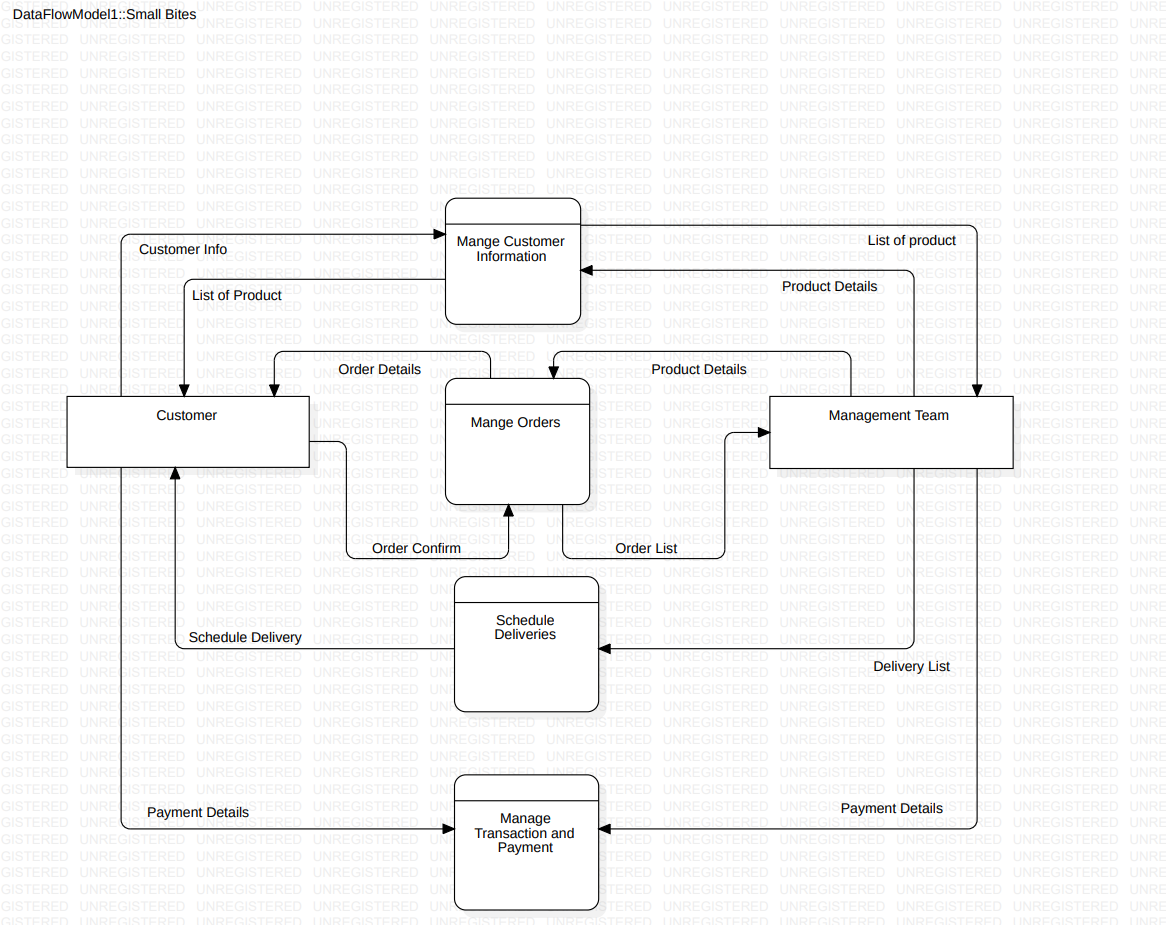 DataFlowModel1::Small Bites
Mange Customer
Information
Customer Info
List of product
List of Product
Product Details
Order Details
Product Details
Customer
Mange Orders
Management Team
Order Confirm
Order List
Schedule
Deliveries
Schedule Delivery
Delivery List
Payment Details
Payment Details
Manage
Transaction and
Payment
UNREGISTERED